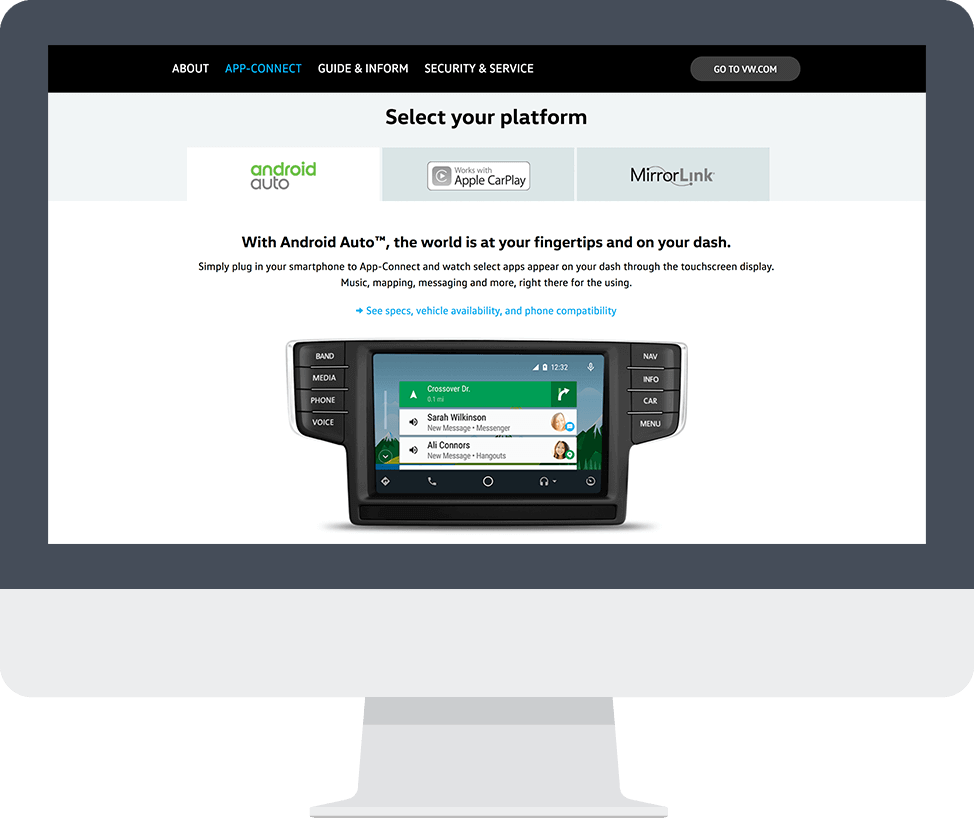 ABOUT APP-CONNECT GUIDE & INFORM SECURITY & SERVICE GO TO VW.COM
Select your platform
android
auto
Works with
Apple CarPlay
MirrorLink
With Android Auto™, the world is at your fingertips and on your dash.
Simply plug in your smartphone to App-Connect and watch select apps appear on your dash through the touchscreen display.
Music, mapping, messaging and more, right there for the using.
See specs, vehicle availability, and phone compatibility
BAND
MEDIA
PHONE
VOICE
12:32
Crossover Dr.
0.1 mi
Sarah Wilkinson
New Message • Messenger
Ali Connors
New Message • Hangouts
NAV
INFO
CAR
MENU